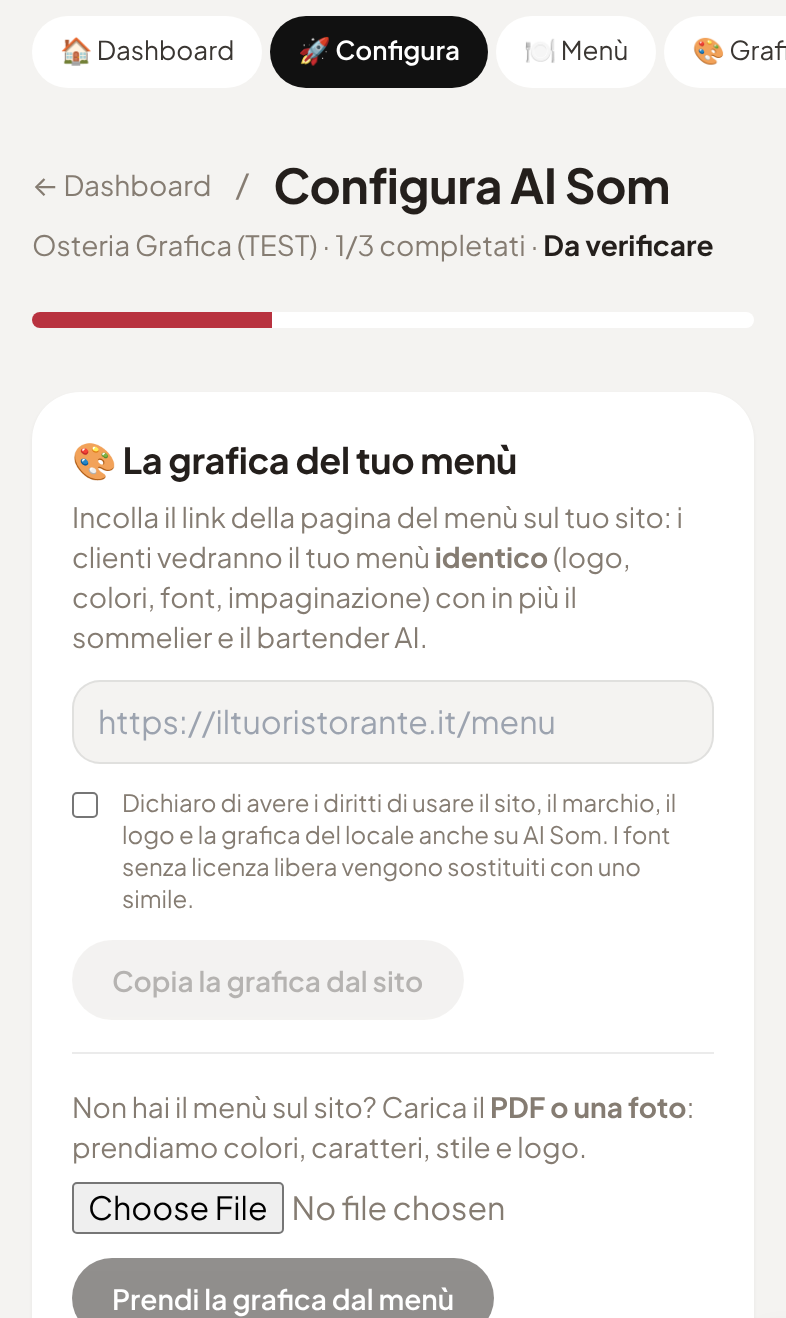 🏠 Dashboard 🚀 Configura 🍽️ Menù 🎨 Graf
← Dashboard / Configura AI Som
Osteria Grafica (TEST) · 1/3 completati · Da verificare
🎨 La grafica del tuo menù
Incolla il link della pagina del menù sul tuo sito: i
clienti vedranno il tuo menù identico (logo,
colori, font, impaginazione) con in più il
sommelier e il bartender AI.
https://iltuoristorante.it/menu
Dichiaro di avere i diritti di usare il sito, il marchio, il
logo e la grafica del locale anche su AI Som. I font
senza licenza libera vengono sostituiti con uno
simile.
Copia la grafica dal sito
Non hai il menù sul sito? Carica il PDF o una foto:
prendiamo colori, caratteri, stile e logo.
Choose File No file chosen
Prendi la grafica dal menù